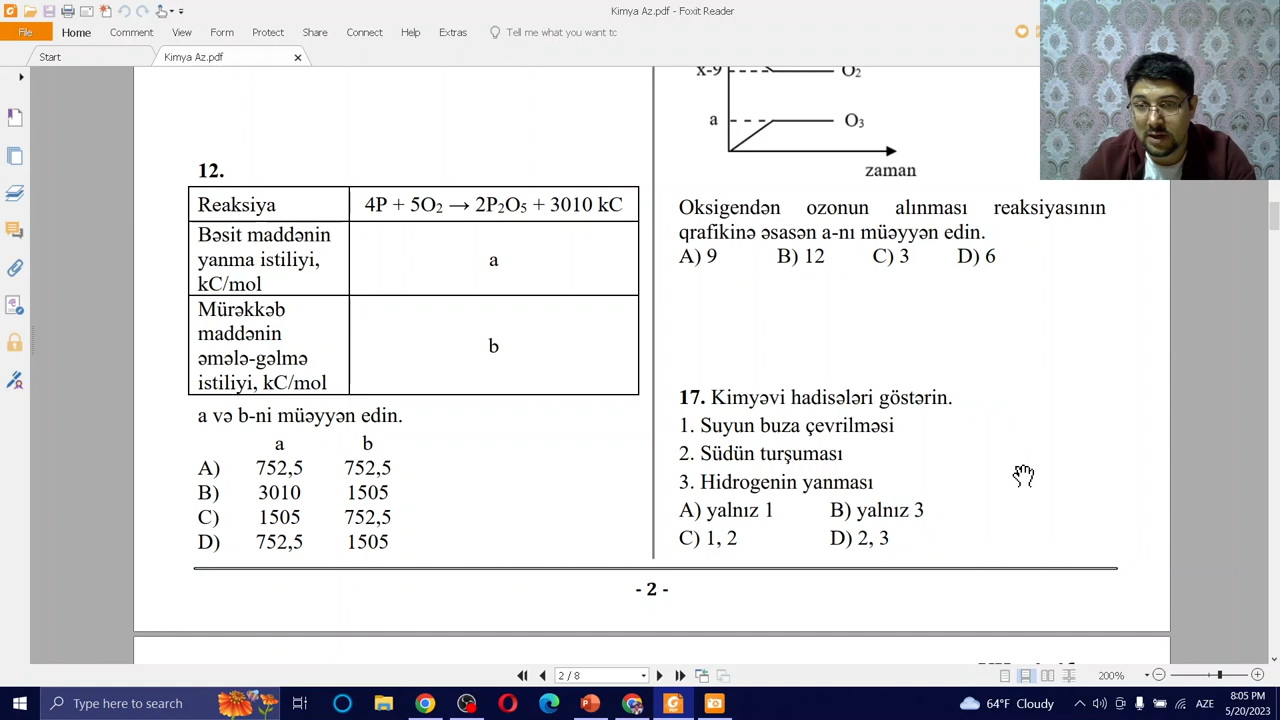 Kimya Az.pdf - Foxit Reader
File Home Comment View Form Protect Share Connect Help Extras Tell me what you want to
Start Kimya Az.pdf
12.
Reaksiya 4P + 5O₂ → 2P₂O₅ + 3010 kC
Bəsit maddənin
yanma istiliyi,
kC/mol
a
Mürəkkəb
maddənin
əmələ-gəlmə
istiliyi, kC/mol
b
a və b-ni müəyyən edin.
a b
A) 752,5 752,5
B) 3010 1505
C) 1505 752,5
D) 752,5 1505
x-9 O₂
a O₃
zaman
Oksigendən ozonun alınması reaksiyasının
qrafikinə əsasən a-nı müəyyən edin.
A) 9 B) 12 C) 3 D) 6
17. Kimyəvi hadisələri göstərin.
1. Suyun buza çevrilməsi
2. Südün turşuması
3. Hidrogenin yanması
A) yalnız 1 B) yalnız 3
C) 1, 2 D) 2, 3
- 2 -
2 / 8 200%
Type here to search 64°F Cloudy AZE 8:05 PM
5/20/2023